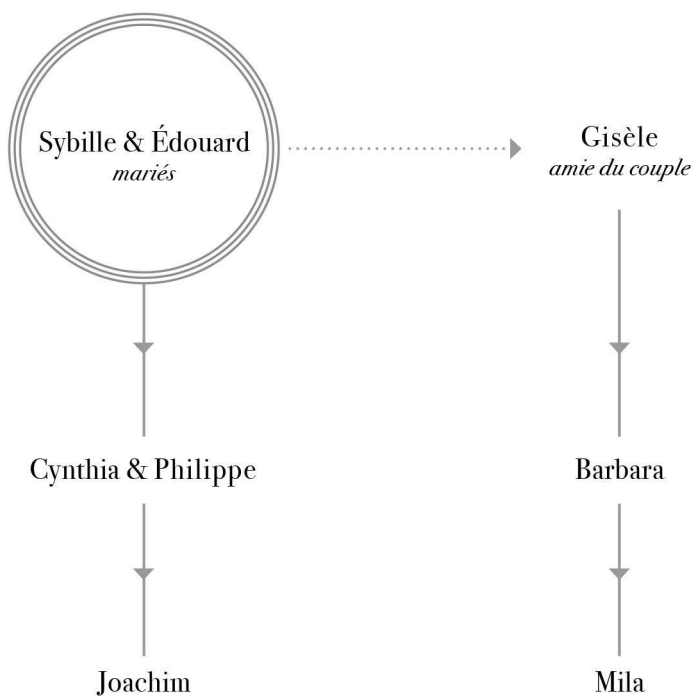 Sybille & Édouard
mariés
Gisèle
amie du couple
Cynthia & Philippe
Barbara
Joachim
Mila